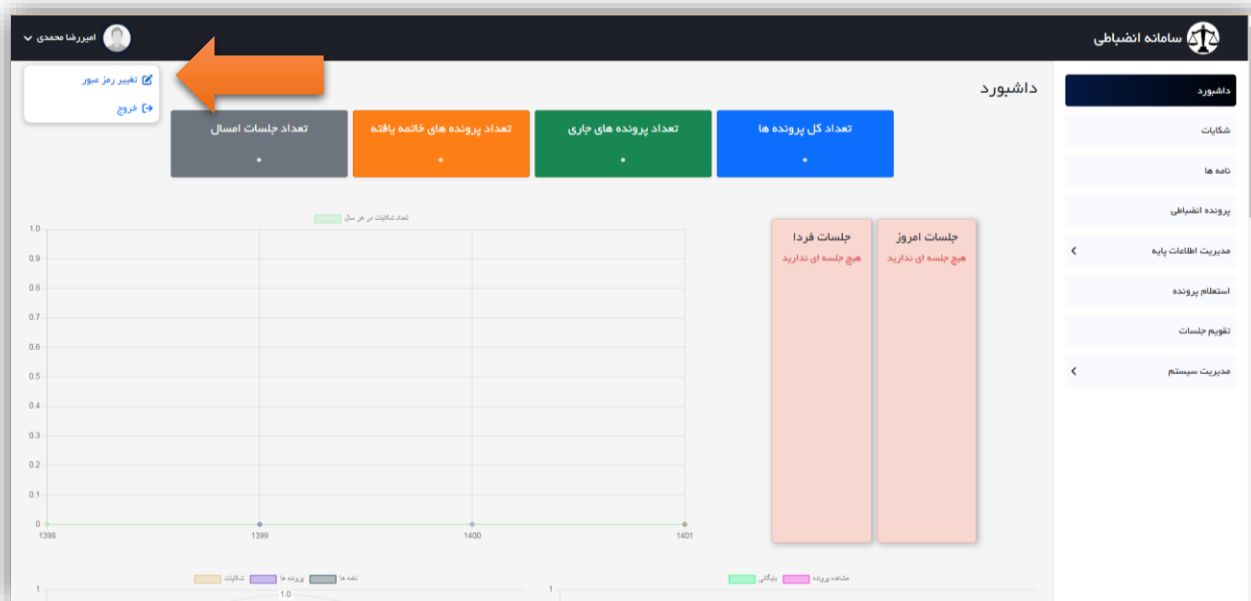 سامانه انضباطی
امیررضا محمدی
تغییر رمز عبور
خروج
داشبورد
شکایات
نامه ها
پرونده انضباطی
مدیریت اطلاعات پایه
استعلام پرونده
تقویم جلسات
مدیریت سیستم
داشبورد
تعداد کل پرونده ها
۰
تعداد پرونده های جاری
۰
تعداد پرونده های خاتمه یافته
۰
تعداد جلسات امسال
۰
جلسات امروز
هیچ جلسه ای ندارید
جلسات فردا
هیچ جلسه ای ندارید
تعداد شکایات در هر سال
1.0
0.9
0.8
0.7
0.6
0.5
0.4
0.3
0.2
0.1
0
1398 1399 1400 1401
مشاهده پرونده بایگانی
1
نامه ها پرونده ها شکایات
1
1.0